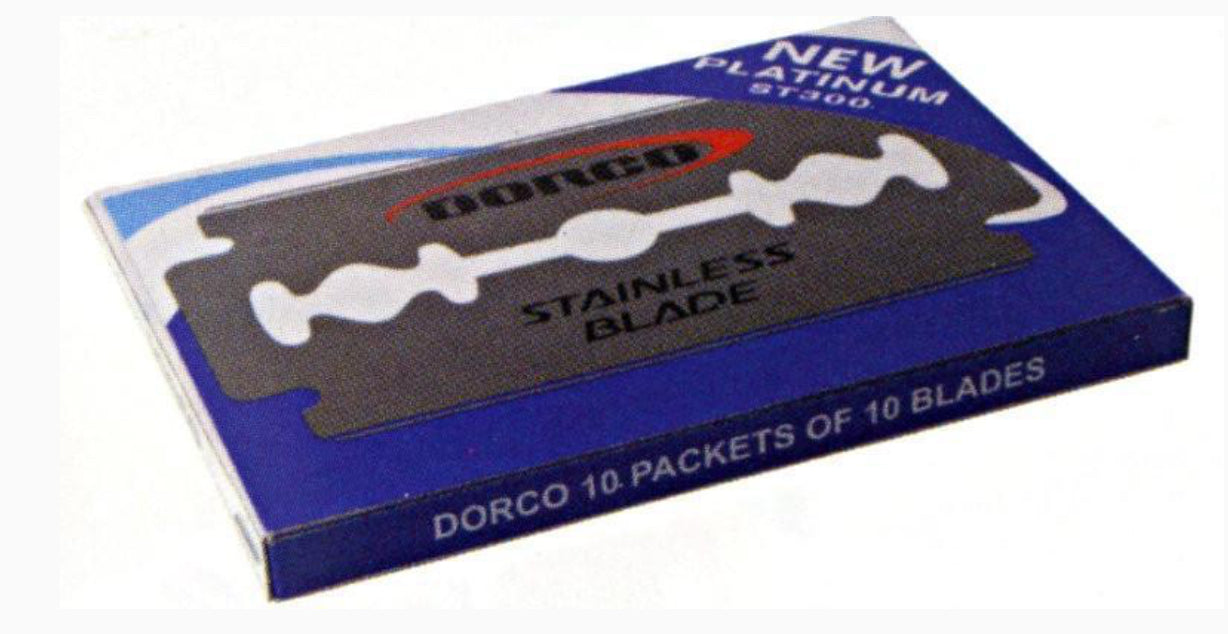 NEW
PLATINUM
ST300
DORCO
STAINLESS
BLADE
DORCO 10 PACKETS OF 10 BLADES